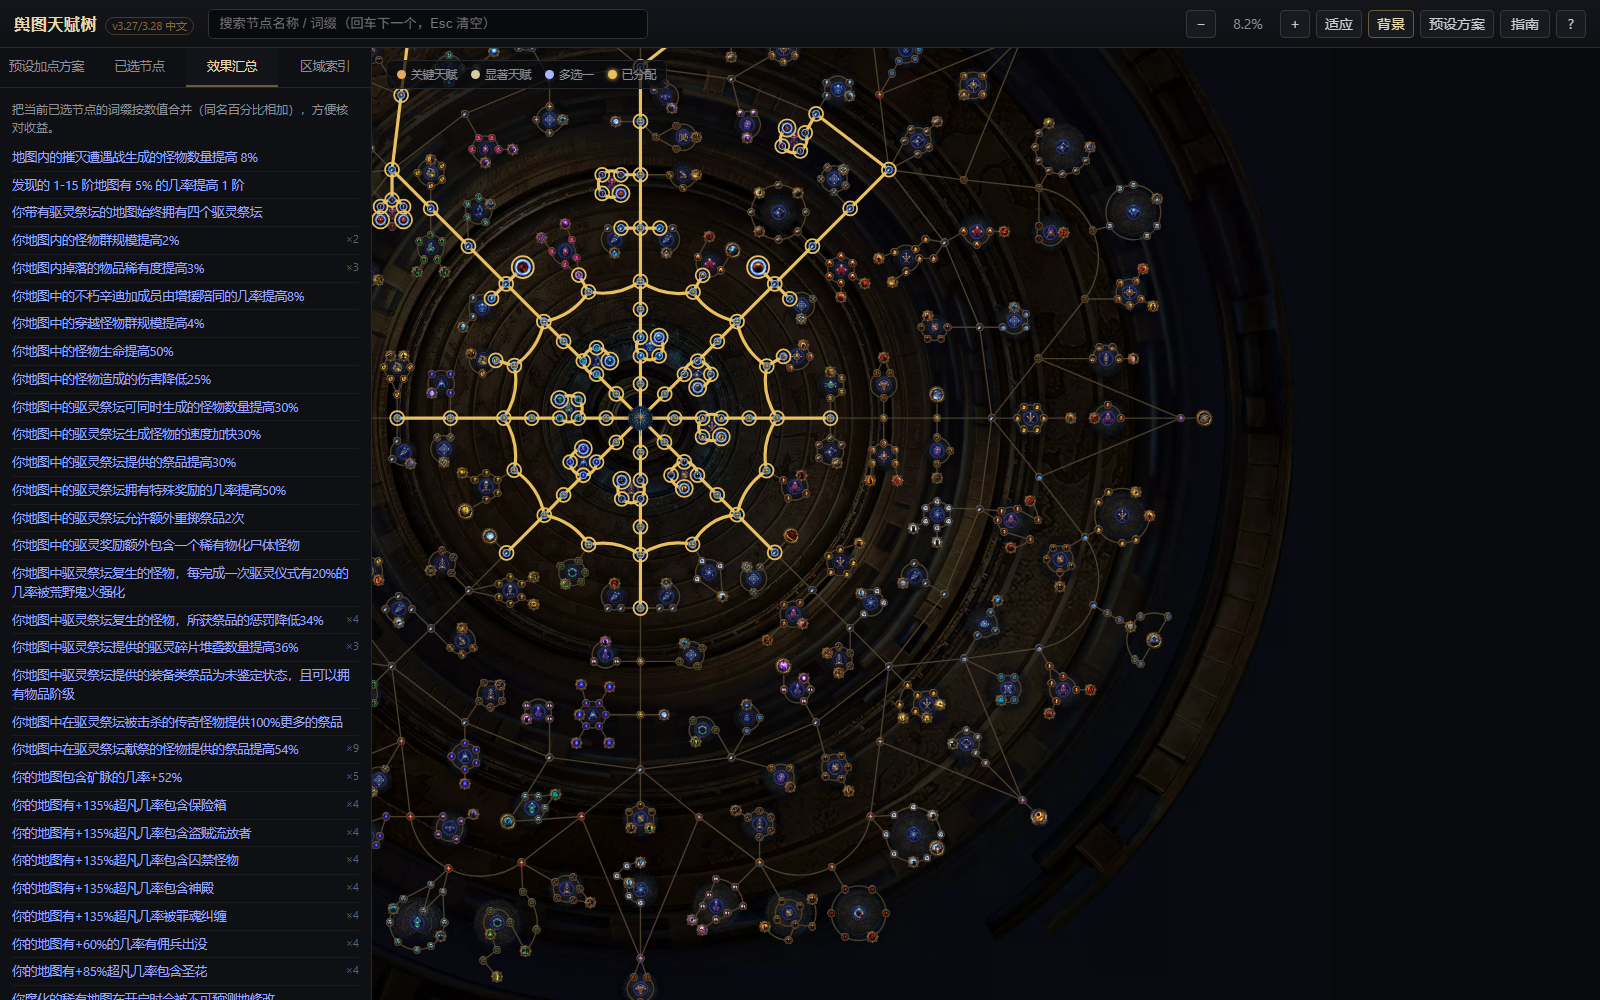 舆图天赋树 v3.27/3.28 中文 搜索节点名称 / 词缀（回车下一个，Esc 清空） − 8.2% + 适应 背景 预设方案 指南 ?
预设加点方案 已选节点 效果汇总 区域索引
关键天赋 显著天赋 多选一 已分配
把当前已选节点的词缀按数值合并（同名百分比相加），方便核
对收益。
地图内的摧灭遭遇战生成的怪物数量提高 8%
发现的 1-15 阶地图有 5% 的几率提高 1 阶
你带有驱灵祭坛的地图始终拥有四个驱灵祭坛
你地图内的怪物群规模提高2% ×2
你地图内掉落的物品稀有度提高3% ×3
你地图中的不朽辛迪加成员由增援陪同的几率提高8%
你地图中的穿越怪物群规模提高4%
你地图中的怪物生命提高50%
你地图中的怪物造成的伤害降低25%
你地图中的驱灵祭坛可同时生成的怪物数量提高30%
你地图中的驱灵祭坛生成怪物的速度加快30%
你地图中的驱灵祭坛提供的祭品提高30%
你地图中的驱灵祭坛拥有特殊奖励的几率提高50%
你地图中的驱灵祭坛允许额外重掷祭品2次
你地图中的驱灵奖励额外包含一个稀有物化尸体怪物
你地图中驱灵祭坛复生的怪物，每完成一次驱灵仪式有20%的
几率被荒野鬼火强化
你地图中驱灵祭坛复生的怪物，所获祭品的惩罚降低34% ×4
你地图中驱灵祭坛提供的驱灵碎片堆叠数量提高36% ×3
你地图中驱灵祭坛提供的装备类祭品为未鉴定状态，且可以拥
有物品阶级
你地图中在驱灵祭坛被击杀的传奇怪物提供100%更多的祭品
你地图中在驱灵祭坛献祭的怪物提供的祭品提高54% ×9
你的地图包含矿脉的几率+52% ×5
你的地图有+135%超凡几率包含保险箱 ×4
你的地图有+135%超凡几率包含盗贼流放者 ×4
你的地图有+135%超凡几率包含囚禁怪物 ×4
你的地图有+135%超凡几率包含神殿 ×4
你的地图有+135%超凡几率被罪魂纠缠 ×4
你的地图有+60%的几率有佣兵出没 ×4
你的地图有+85%超凡几率包含圣花 ×4
你腐化的稀有地图在开启时会被不可预测地修改